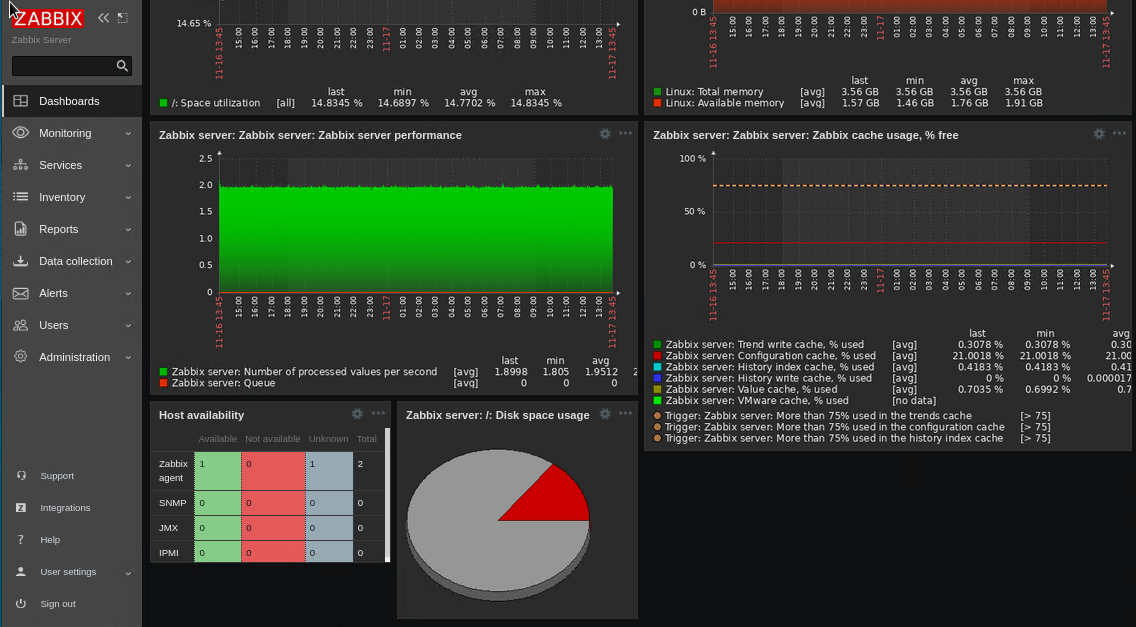 ZABBIX
Zabbix Server
Dashboards
Monitoring
Services
Inventory
Reports
Data collection
Alerts
Users
Administration
Support
Integrations
Help
User settings
Sign out
14.65 %
11-16 13:45 15:00 16:00 17:00 18:00 19:00 20:00 21:00 22:00 23:00 11-17 01:00 02:00 03:00 04:00 05:00 06:00 07:00 08:00 09:00 10:00 11:00 12:00 13:00 11-17 13:45
last min avg max
/: Space utilization [all] 14.8345 % 14.6897 % 14.7702 % 14.8345 %
0 B
11-16 13:45 15:00 16:00 17:00 18:00 19:00 20:00 21:00 22:00 23:00 11-17 01:00 02:00 03:00 04:00 05:00 06:00 07:00 08:00 09:00 10:00 11:00 12:00 13:00 11-17 13:45
last min avg max
Linux: Total memory [avg] 3.56 GB 3.56 GB 3.56 GB 3.56 GB
Linux: Available memory [avg] 1.57 GB 1.46 GB 1.76 GB 1.91 GB
Zabbix server: Zabbix server: Zabbix server performance
2.5
2.0
1.5
1.0
0.5
0
11-16 13:45 15:00 16:00 17:00 18:00 19:00 20:00 21:00 22:00 23:00 11-17 01:00 02:00 03:00 04:00 05:00 06:00 07:00 08:00 09:00 10:00 11:00 12:00 13:00 11-17 13:45
last min avg
Zabbix server: Number of processed values per second [avg] 1.8998 1.805 1.9512 2
Zabbix server: Queue [avg] 0 0 0
Zabbix server: Zabbix server: Zabbix cache usage, % free
100 %
50 %
0 %
11-16 13:45 15:00 16:00 17:00 18:00 19:00 20:00 21:00 22:00 23:00 11-17 01:00 02:00 03:00 04:00 05:00 06:00 07:00 08:00 09:00 10:00 11:00 12:00 13:00 11-17 13:45
last min avg
Zabbix server: Trend write cache, % used [avg] 0.3078 % 0.3078 % 0.30
Zabbix server: Configuration cache, % used [avg] 21.0018 % 21.0018 % 21.00
Zabbix server: History index cache, % used [avg] 0.4183 % 0.4183 % 0.41
Zabbix server: History write cache, % used [avg] 0 % 0 % 0.000017
Zabbix server: Value cache, % used [avg] 0.7035 % 0.6992 % 0.7
Zabbix server: VMware cache, % used [no data]
Trigger: Zabbix server: More than 75% used in the trends cache [> 75]
Trigger: Zabbix server: More than 75% used in the configuration cache [> 75]
Trigger: Zabbix server: More than 75% used in the history index cache [> 75]
Host availability
Available Not available Unknown Total
Zabbix agent 1 0 1 2
SNMP 0 0 0 0
JMX 0 0 0 0
IPMI 0 0 0 0
Zabbix server: /: Disk space usage